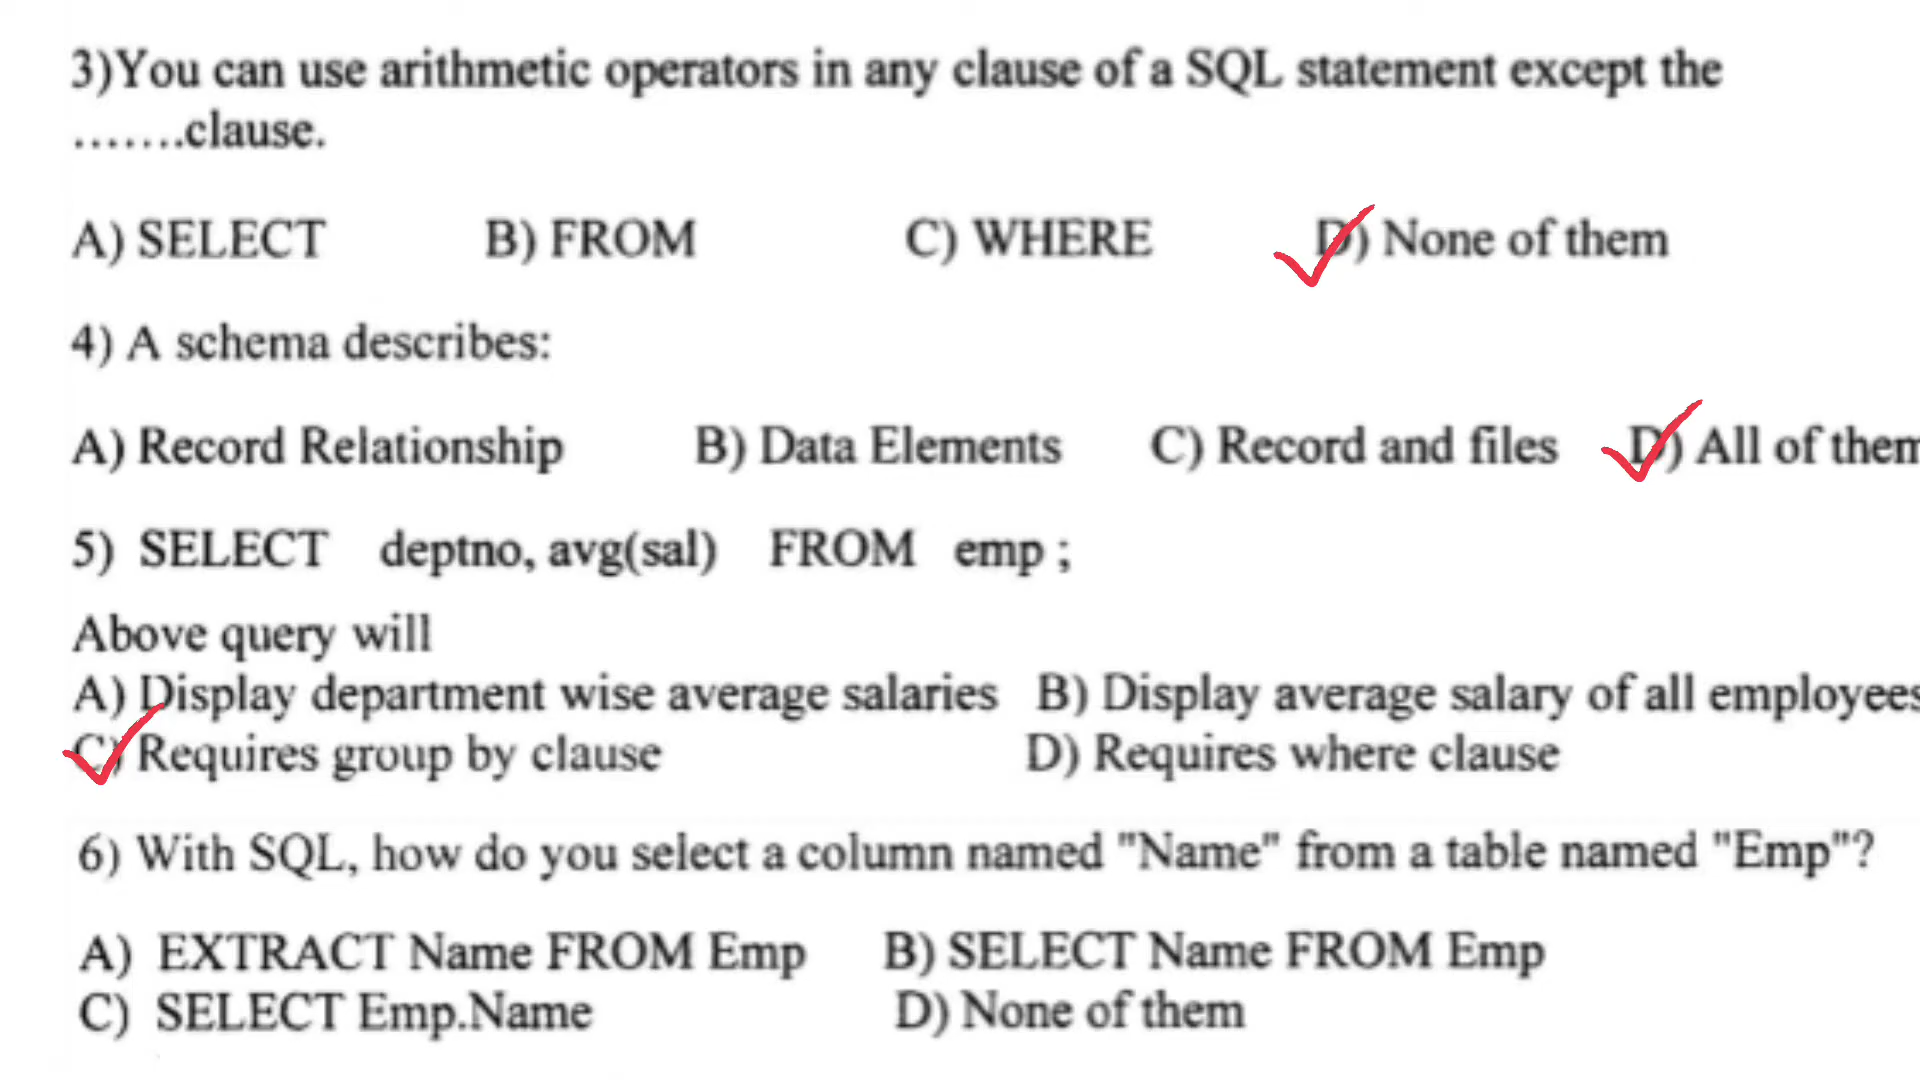 3)You can use arithmetic operators in any clause of a SQL statement except the
.......clause.
A) SELECT B) FROM C) WHERE D) None of them
4) A schema describes:
A) Record Relationship B) Data Elements C) Record and files D) All of them
5) SELECT deptno, avg(sal) FROM emp ;
Above query will
A) Display department wise average salaries B) Display average salary of all employees
C) Requires group by clause D) Requires where clause
6) With SQL, how do you select a column named "Name" from a table named "Emp"?
A) EXTRACT Name FROM Emp B) SELECT Name FROM Emp
C) SELECT Emp.Name D) None of them